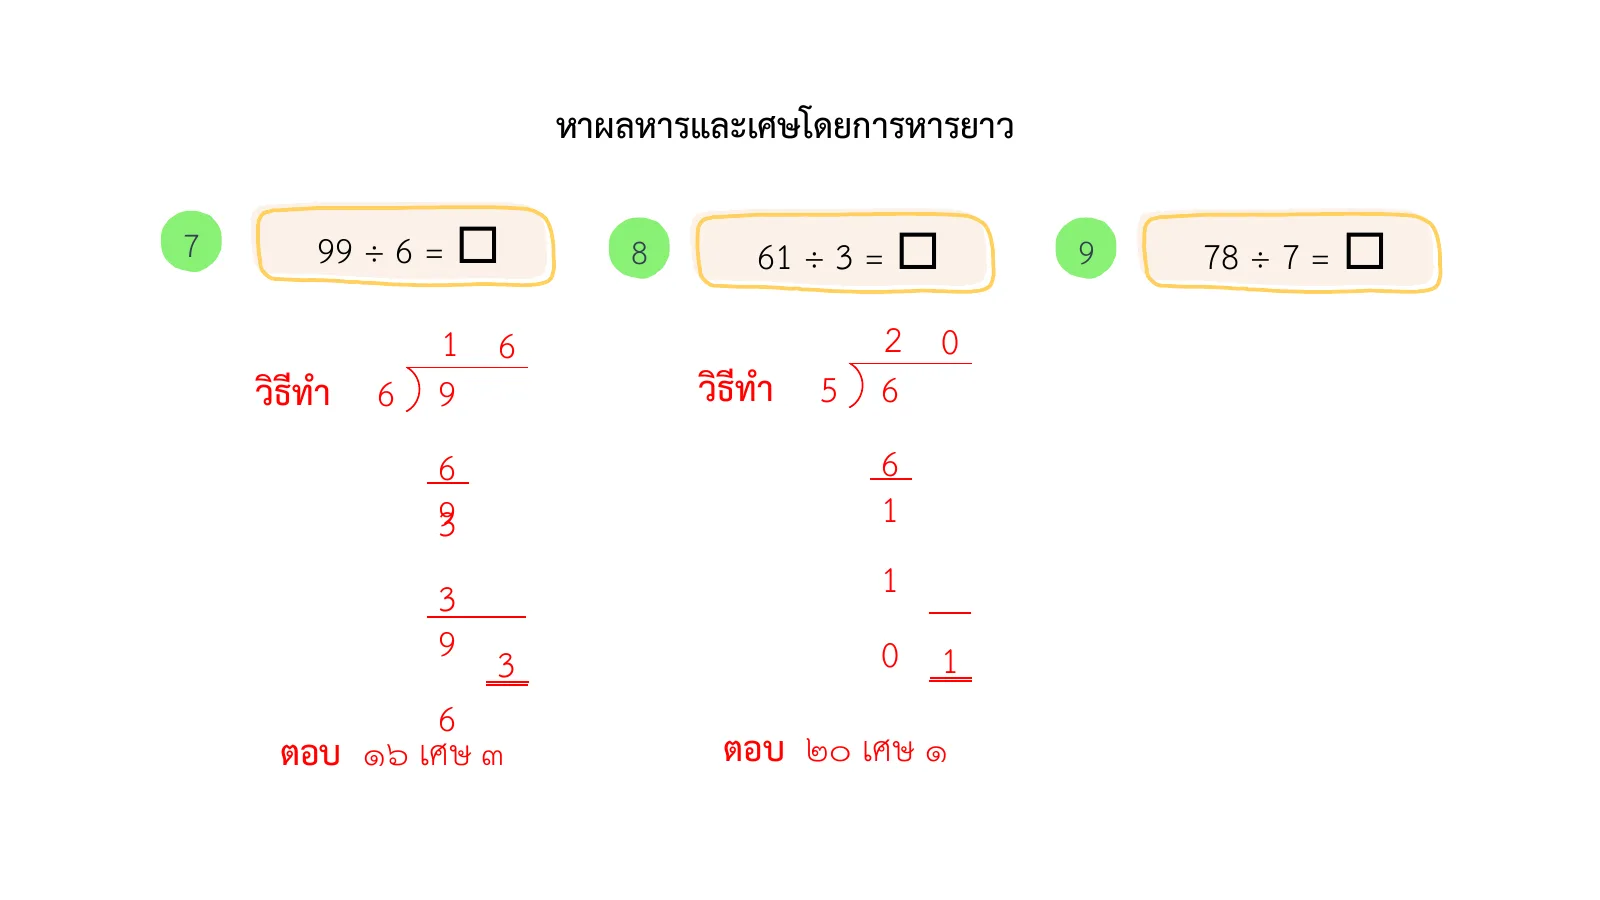 หาผลหารและเศษโดยการหารยาว
7
99 ÷ 6 = □
8
61 ÷ 3 = □
9
78 ÷ 7 = □
1 6
วิธีทำ 6 ) 9
6
9
3
3
9
3
6
ตอบ ๑๖ เศษ ๓
2 0
วิธีทำ 5 ) 6
6
1
1
0 1
ตอบ ๒๐ เศษ ๑